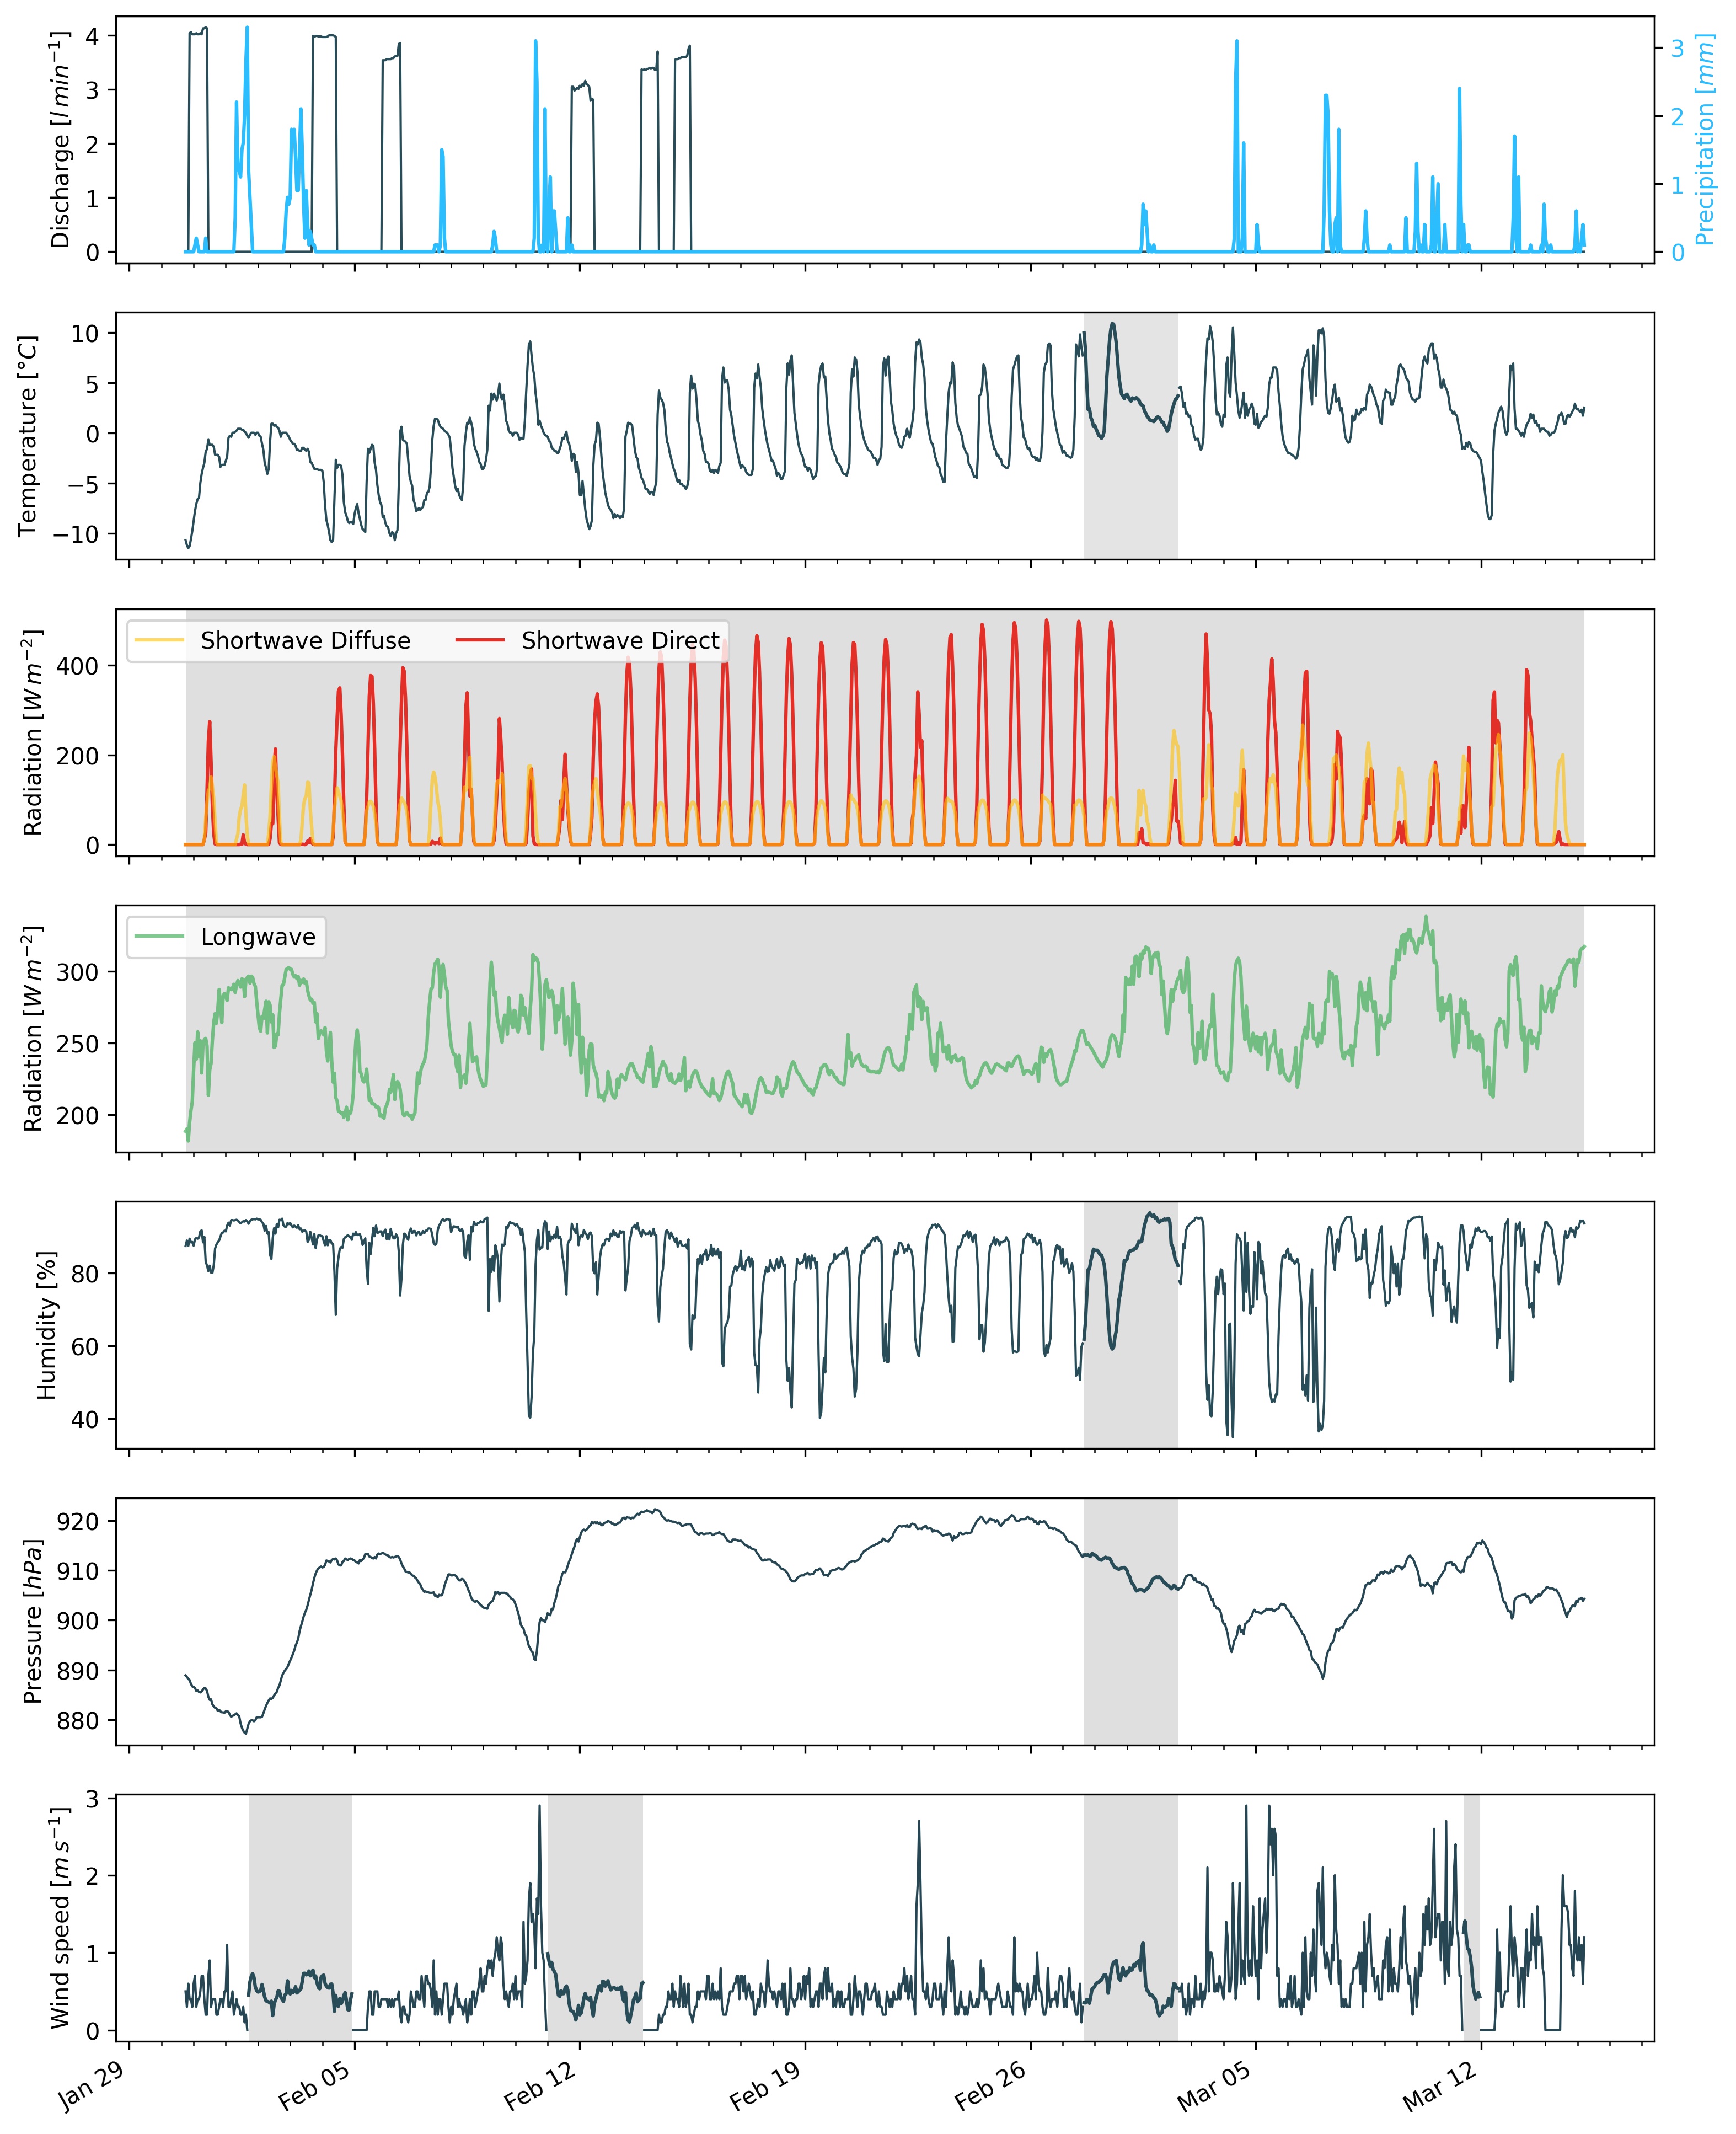 Discharge [l min⁻¹]
4
3
2
1
0
Precipitation [mm]
3
2
1
0
Temperature [°C]
10
5
0
−5
−10
Radiation [W m⁻²]
400
200
0
Shortwave Diffuse
Shortwave Direct
Radiation [W m⁻²]
300
250
200
Longwave
Humidity [%]
80
60
40
Pressure [hPa]
920
910
900
890
880
Wind speed [m s⁻¹]
3
2
1
0
Jan 29
Feb 05
Feb 12
Feb 19
Feb 26
Mar 05
Mar 12